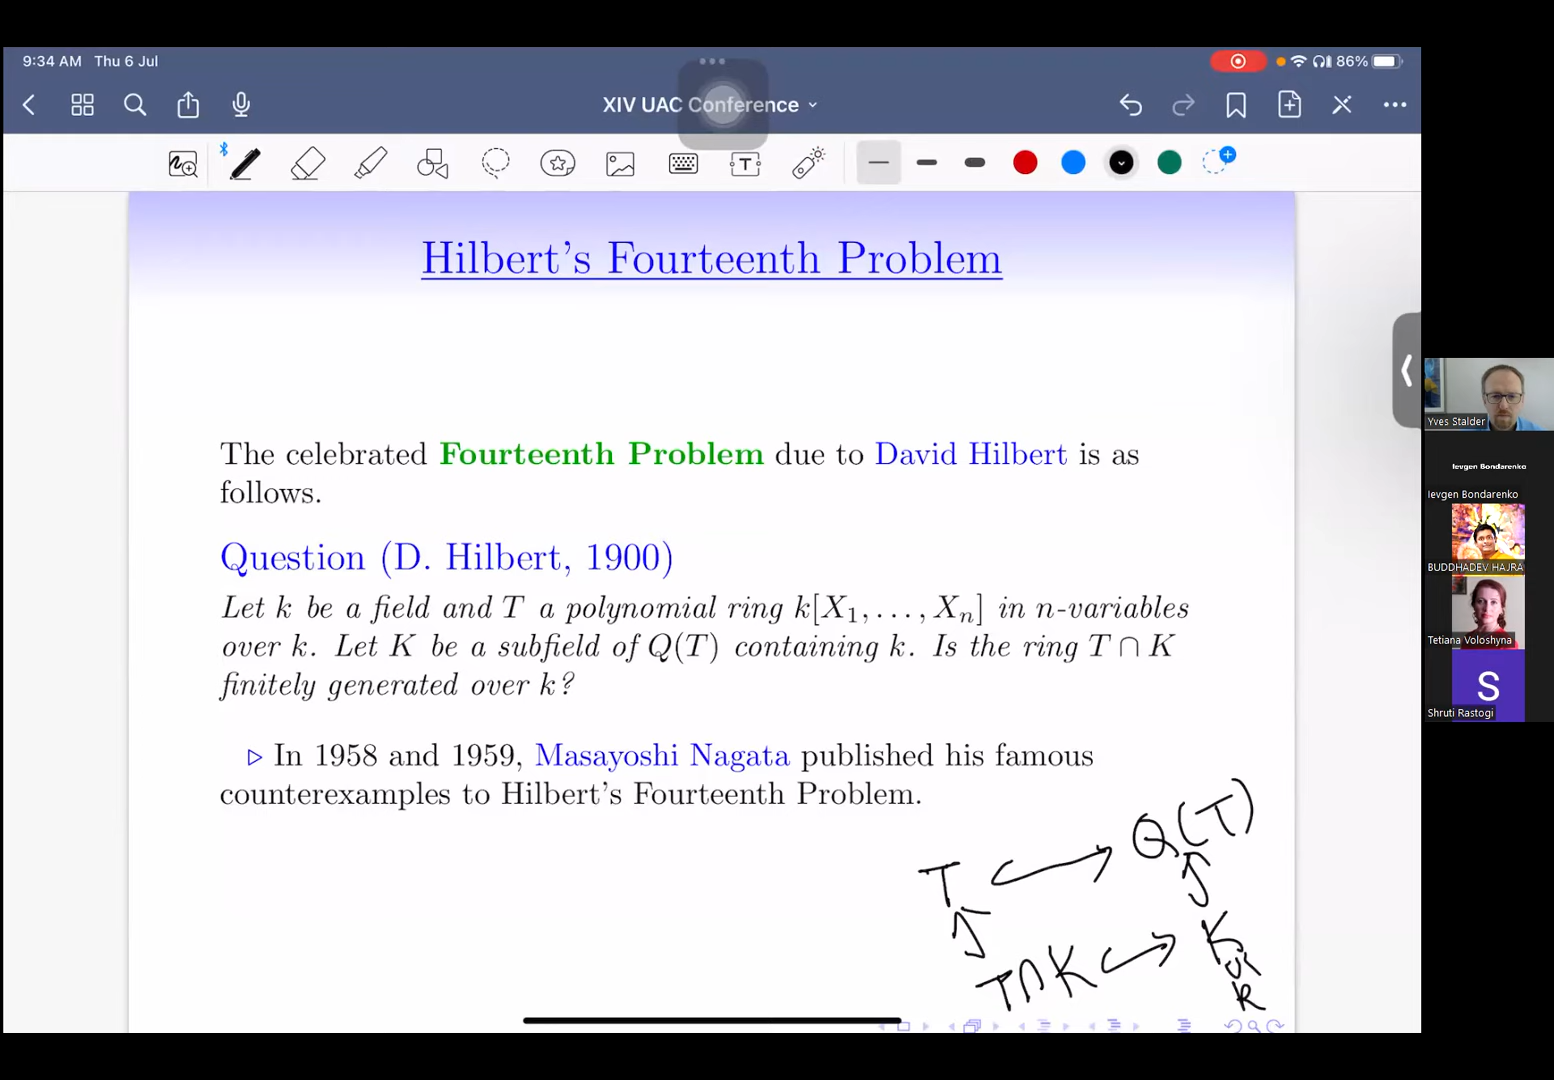 9:34 AM Thu 6 Jul
86%
XIV UAC Conference
T
Hilbert's Fourteenth Problem
The celebrated Fourteenth Problem due to David Hilbert is as
follows.
Question (D. Hilbert, 1900)
Let k be a field and T a polynomial ring k[X₁, . . . , Xₙ] in n-variables
over k. Let K be a subfield of Q(T) containing k. Is the ring T ∩ K
finitely generated over k?
▷ In 1958 and 1959, Masayoshi Nagata published his famous
counterexamples to Hilbert's Fourteenth Problem.
T ↪ Q(T)
T∩K ↪ K
∪
k
Yves Stalder
Ievgen Bondarenko
Ievgen Bondarenko
BUDDHADEV HAJRA
Tetiana Voloshyna
S
Shruti Rastogi